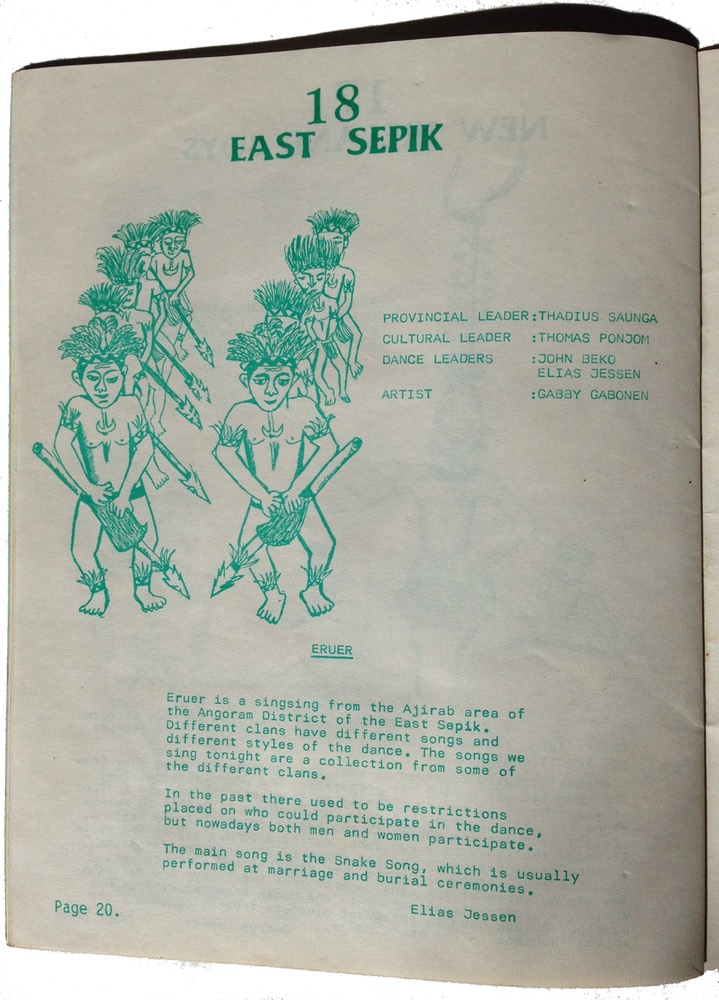 18
EAST SEPIK
PROVINCIAL LEADER:THADIUS SAUNGA
CULTURAL LEADER :THOMAS PONJOM
DANCE LEADERS :JOHN BEKO
ELIAS JESSEN
ARTIST :GABBY GABONEN
ERUER
Eruer is a singsing from the Ajirab area of
the Angoram District of the East Sepik.
Different clans have different songs and
different styles of the dance. The songs we
sing tonight are a collection from some of
the different clans.
In the past there used to be restrictions
placed on who could participate in the dance,
but nowadays both men and women participate.
The main song is the Snake Song, which is usually
performed at marriage and burial ceremonies.
Elias Jessen
Page 20.